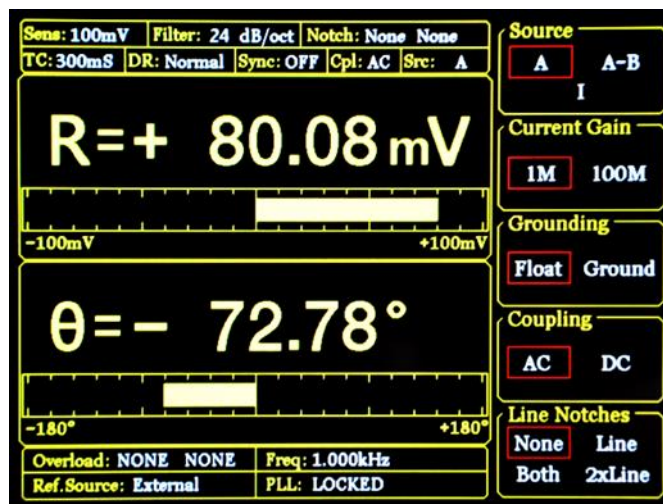 Sens: 100mV Filter: 24 dB/oct Notch: None None
TC: 300mS DR: Normal Sync: OFF Cpl: AC Src: A
R=+ 80.08 mV
-100mV +100mV
θ=- 72.78°
-180° +180°
Overload: NONE NONE Freq: 1.000kHz
Ref.Source: External PLL: LOCKED
Source
A A-B
I
Current Gain
1M 100M
Grounding
Float Ground
Coupling
AC DC
Line Notches
None Line
Both 2xLine